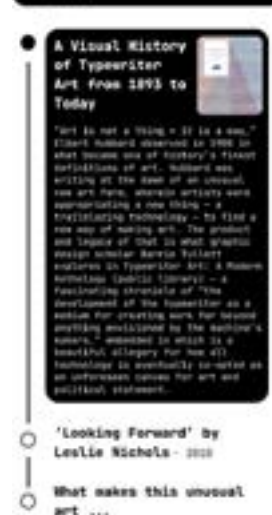 A Visual History
of Typewriter
Art from 1893 to
Today
"Art is not a thing — it is a way,"
Elbert Hubbard observed in 1908 in
what became one of history's finest
definitions of art. Hubbard was
writing at the dawn of an unusual
new art form, wherein artists were
appropriating a new thing — a
trailblazing technology — to find a
new way of making art. The product
and legacy of that is what graphic
design scholar Barrie Tullett
explores in Typewriter Art: A Modern
Anthology (public library) — a
fascinating chronicle of "the
development of the typewriter as a
medium for creating work far beyond
anything envisioned by the machine's
makers," embedded in which is a
beautiful allegory for how all
technology is eventually co-opted as
an unforeseen canvas for art and
political statement.
'Looking Forward' by
Leslie Nichols - 2010
What makes this unusual
art ...